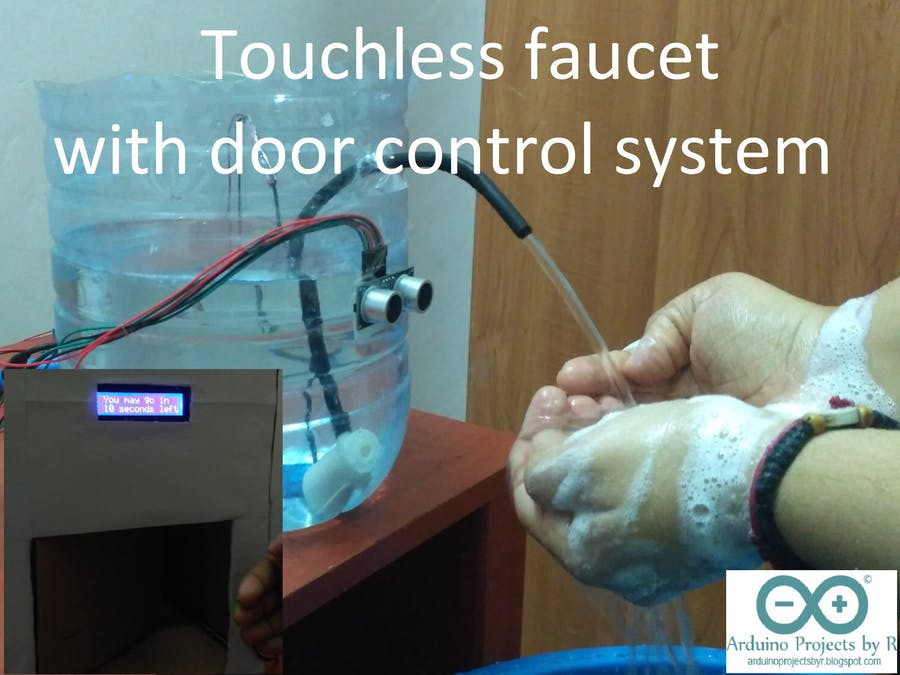 Touchless faucet
with door control system
You may go in
10 seconds left
©
Arduino Projects by R
arduinoprojectsbyr.blogspot.com